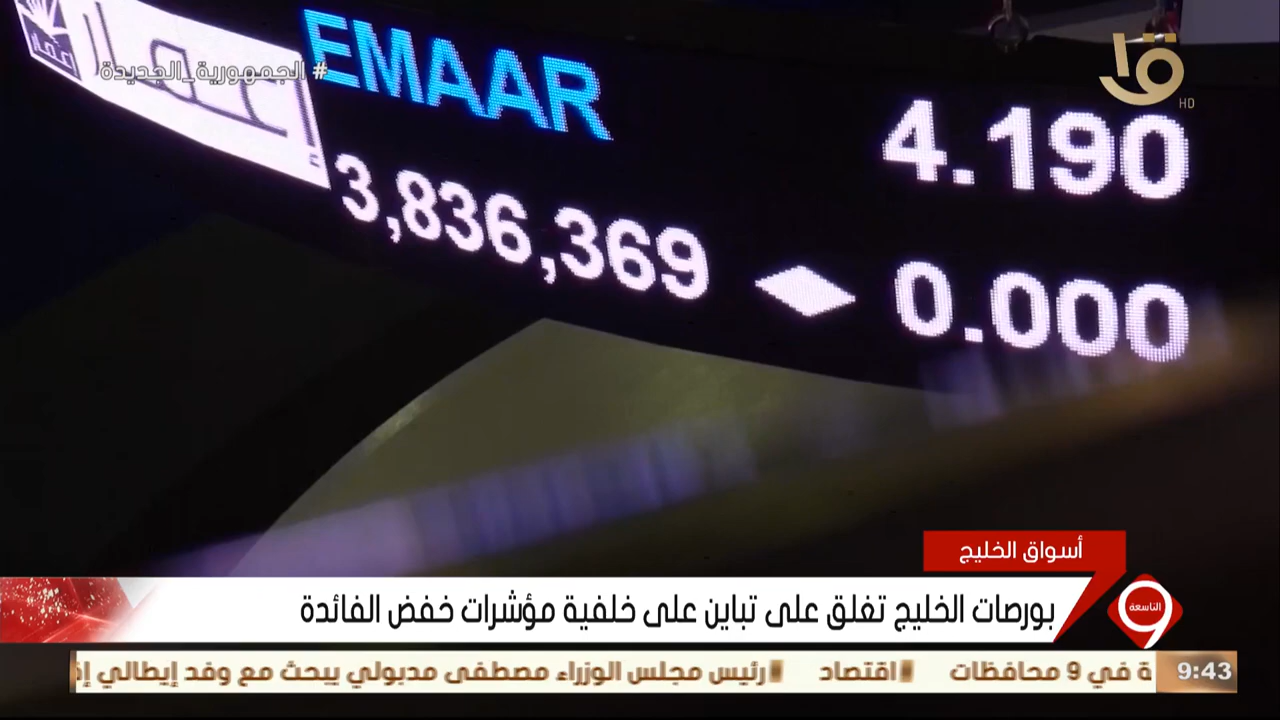 إعمار
EMAAR
4.190
3,836,369
0.000
#الجمهورية_الجديدة
HD
أسواق الخليج
بورصات الخليج تغلق على تباين على خلفية مؤشرات خفض الفائدة
التاسعة
9
9:43
ة في 9 محافظات اقتصاد رئيس مجلس الوزراء مصطفى مدبولي يبحث مع وفد إيطالي